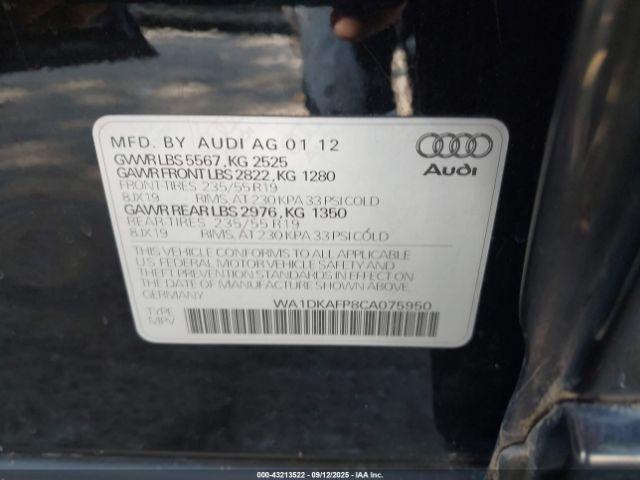 MFD. BY AUDI AG 01 12
GWWR LBS 5567, KG 2525
GAWR FRONT LBS 2822, KG 1280
FRONT-TIRES 235/55 R19
8JX19 RIMS, AT 230 KPA 33 PSI COLD
GAWR REAR LBS 2976, KG 1350
REAR-TIRES 235/55 R19
8JX19 RIMS, AT 230 KPA 33 PSI COLD
THIS VEHICLE CONFORMS TO ALL APPLICABLE
U.S. FEDERAL MOTOR VEHICLE SAFETY AND
THEFT PREVENTION STANDARDS IN EFFECT ON
THE DATE OF MANUFACTURE SHOWN ABOVE
GERMANY
WA1DKAFP8CA075950
TYPE
MPV
Audi
000-43213522 - 09/12/2025 - IAA Inc.